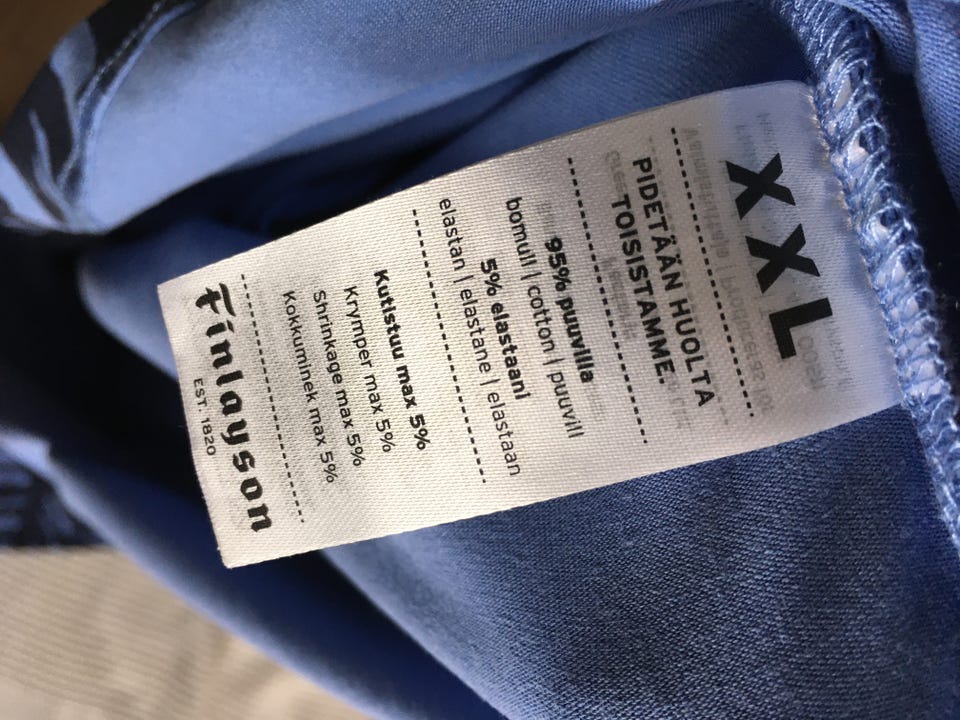 XXL
PIDETÄÄN HUOLTA
TOISISTAMME.
95% puuvilla
bomull | cotton | puuvill
5% elastaani
elastan | elastane | elastaan
Kutistuu max 5%
Krymper max 5%
Shrinkage max 5%
Kokkuminek max 5%
Finlayson
EST. 1820